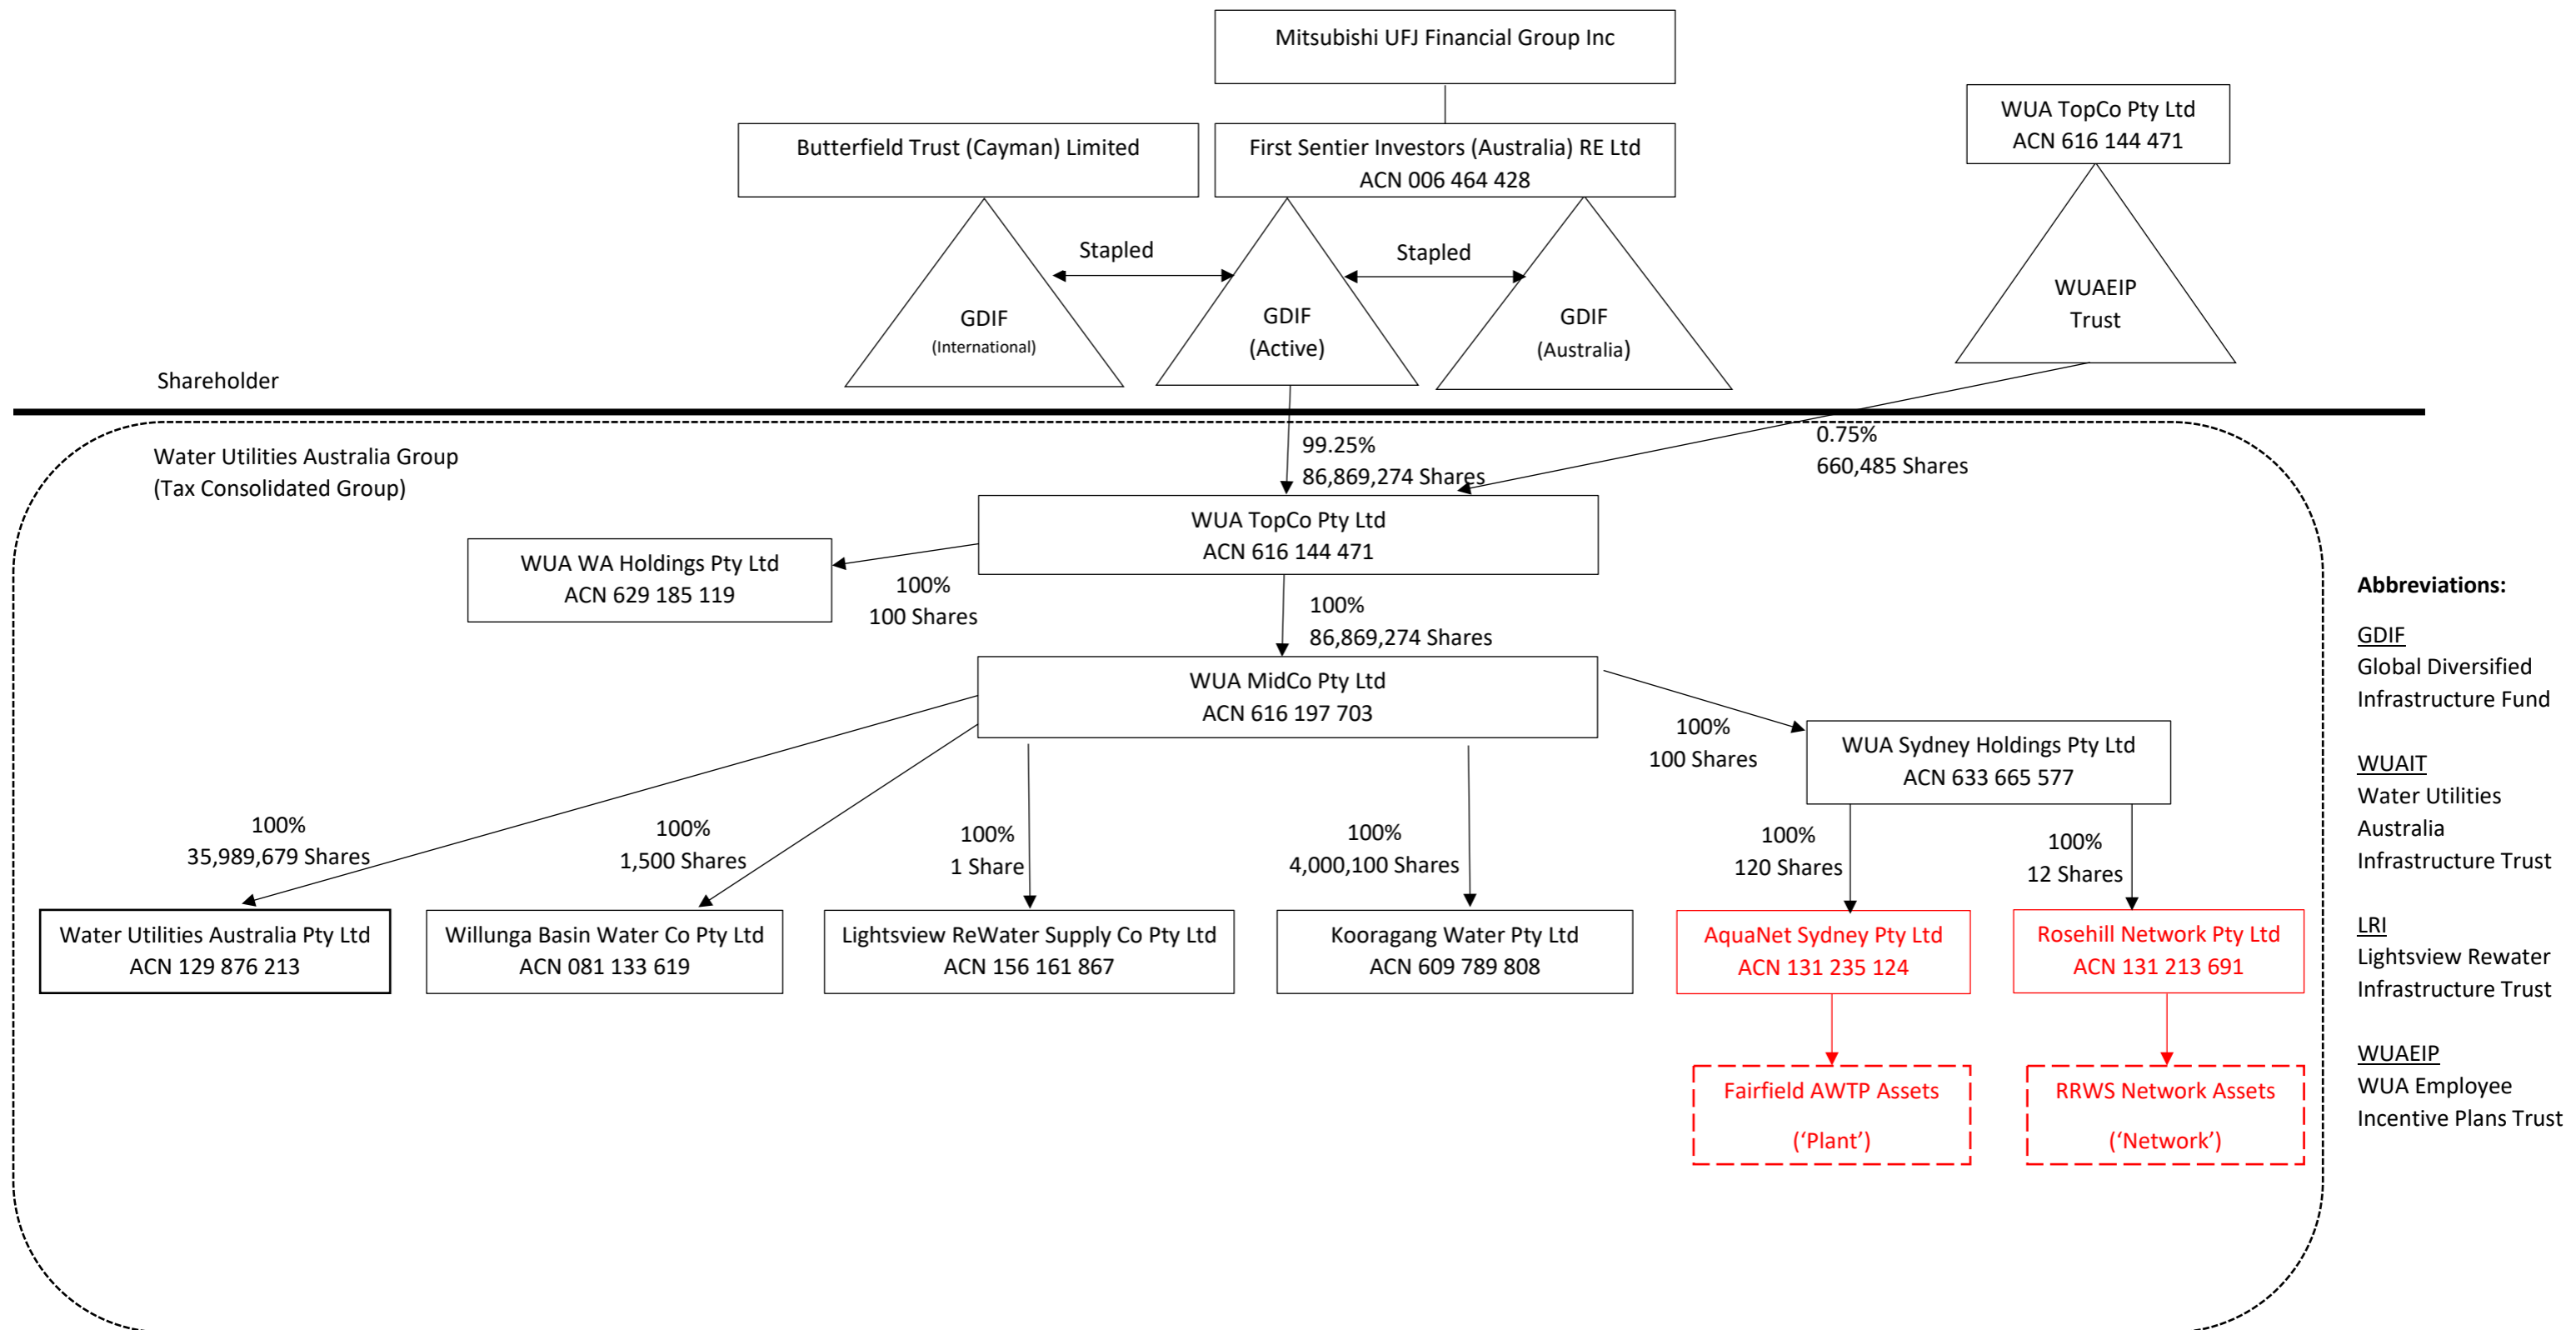 Mitsubishi UFJ Financial Group Inc
Butterfield Trust (Cayman) Limited
First Sentier Investors (Australia) RE Ltd
ACN 006 464 428
WUA TopCo Pty Ltd
ACN 616 144 471
Stapled
Stapled
GDIF
(International)
GDIF
(Active)
GDIF
(Australia)
WUAEIP
Trust
Shareholder
Water Utilities Australia Group
(Tax Consolidated Group)
99.25%
86,869,274 Shares
0.75%
660,485 Shares
WUA TopCo Pty Ltd
ACN 616 144 471
WUA WA Holdings Pty Ltd
ACN 629 185 119
100%
100 Shares
100%
86,869,274 Shares
WUA MidCo Pty Ltd
ACN 616 197 703
100%
100 Shares
WUA Sydney Holdings Pty Ltd
ACN 633 665 577
100%
35,989,679 Shares
100%
1,500 Shares
100%
1 Share
100%
4,000,100 Shares
100%
120 Shares
100%
12 Shares
Water Utilities Australia Pty Ltd
ACN 129 876 213
Willunga Basin Water Co Pty Ltd
ACN 081 133 619
Lightsview ReWater Supply Co Pty Ltd
ACN 156 161 867
Kooragang Water Pty Ltd
ACN 609 789 808
AquaNet Sydney Pty Ltd
ACN 131 235 124
Rosehill Network Pty Ltd
ACN 131 213 691
Fairfield AWTP Assets
(‘Plant’)
RRWS Network Assets
(‘Network’)
Abbreviations:
GDIF
Global Diversified
Infrastructure Fund
WUAIT
Water Utilities
Australia
Infrastructure Trust
LRI
Lightsview Rewater
Infrastructure Trust
WUAEIP
WUA Employee
Incentive Plans Trust